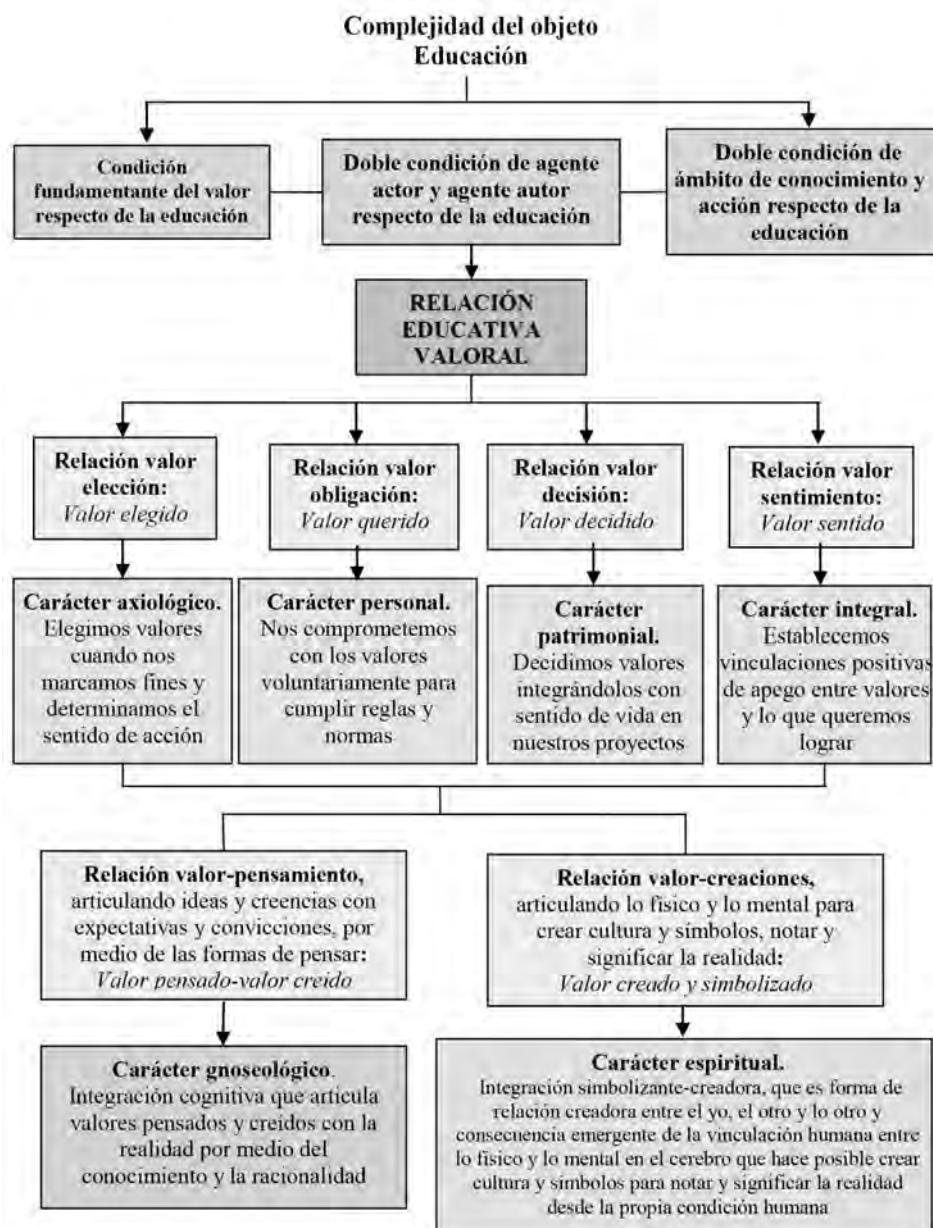 Complejidad del objeto
Educación
Condición
fundamentante del valor
respecto de la educación
Doble condición de agente
actor y agente autor
respecto de la educación
Doble condición de
ámbito de conocimiento y
acción respecto de la
educación
RELACIÓN
EDUCATIVA
VALORAL
Relación valor
elección:
Valor elegido
Relación valor
obligación:
Valor querido
Relación valor
decisión:
Valor decidido
Relación valor
sentimiento:
Valor sentido
Carácter axiológico.
Elegimos valores
cuando nos
marcamos fines y
determinamos el
sentido de acción
Carácter personal.
Nos comprometemos
con los valores
voluntariamente para
cumplir reglas y
normas
Carácter
patrimonial.
Decidimos valores
integrándolos con
sentido de vida en
nuestros proyectos
Carácter integral.
Establecemos
vinculaciones positivas
de apego entre valores
y lo que queremos
lograr
Relación valor-pensamiento,
articulando ideas y creencias con
expectativas y convicciones, por
medio de las formas de pensar:
Valor pensado-valor creído
Relación valor-creaciones,
articulando lo físico y lo mental para
crear cultura y símbolos, notar y
significar la realidad:
Valor creado y simbolizado
Carácter gnoseológico.
Integración cognitiva que articula
valores pensados y creídos con la
realidad por medio del
conocimiento y la racionalidad
Carácter espiritual.
Integración simbolizante-creadora, que es forma de
relación creadora entre el yo, el otro y lo otro y
consecuencia emergente de la vinculación humana entre
lo físico y lo mental en el cerebro que hace posible crear
cultura y símbolos para notar y significar la realidad
desde la propia condición humana